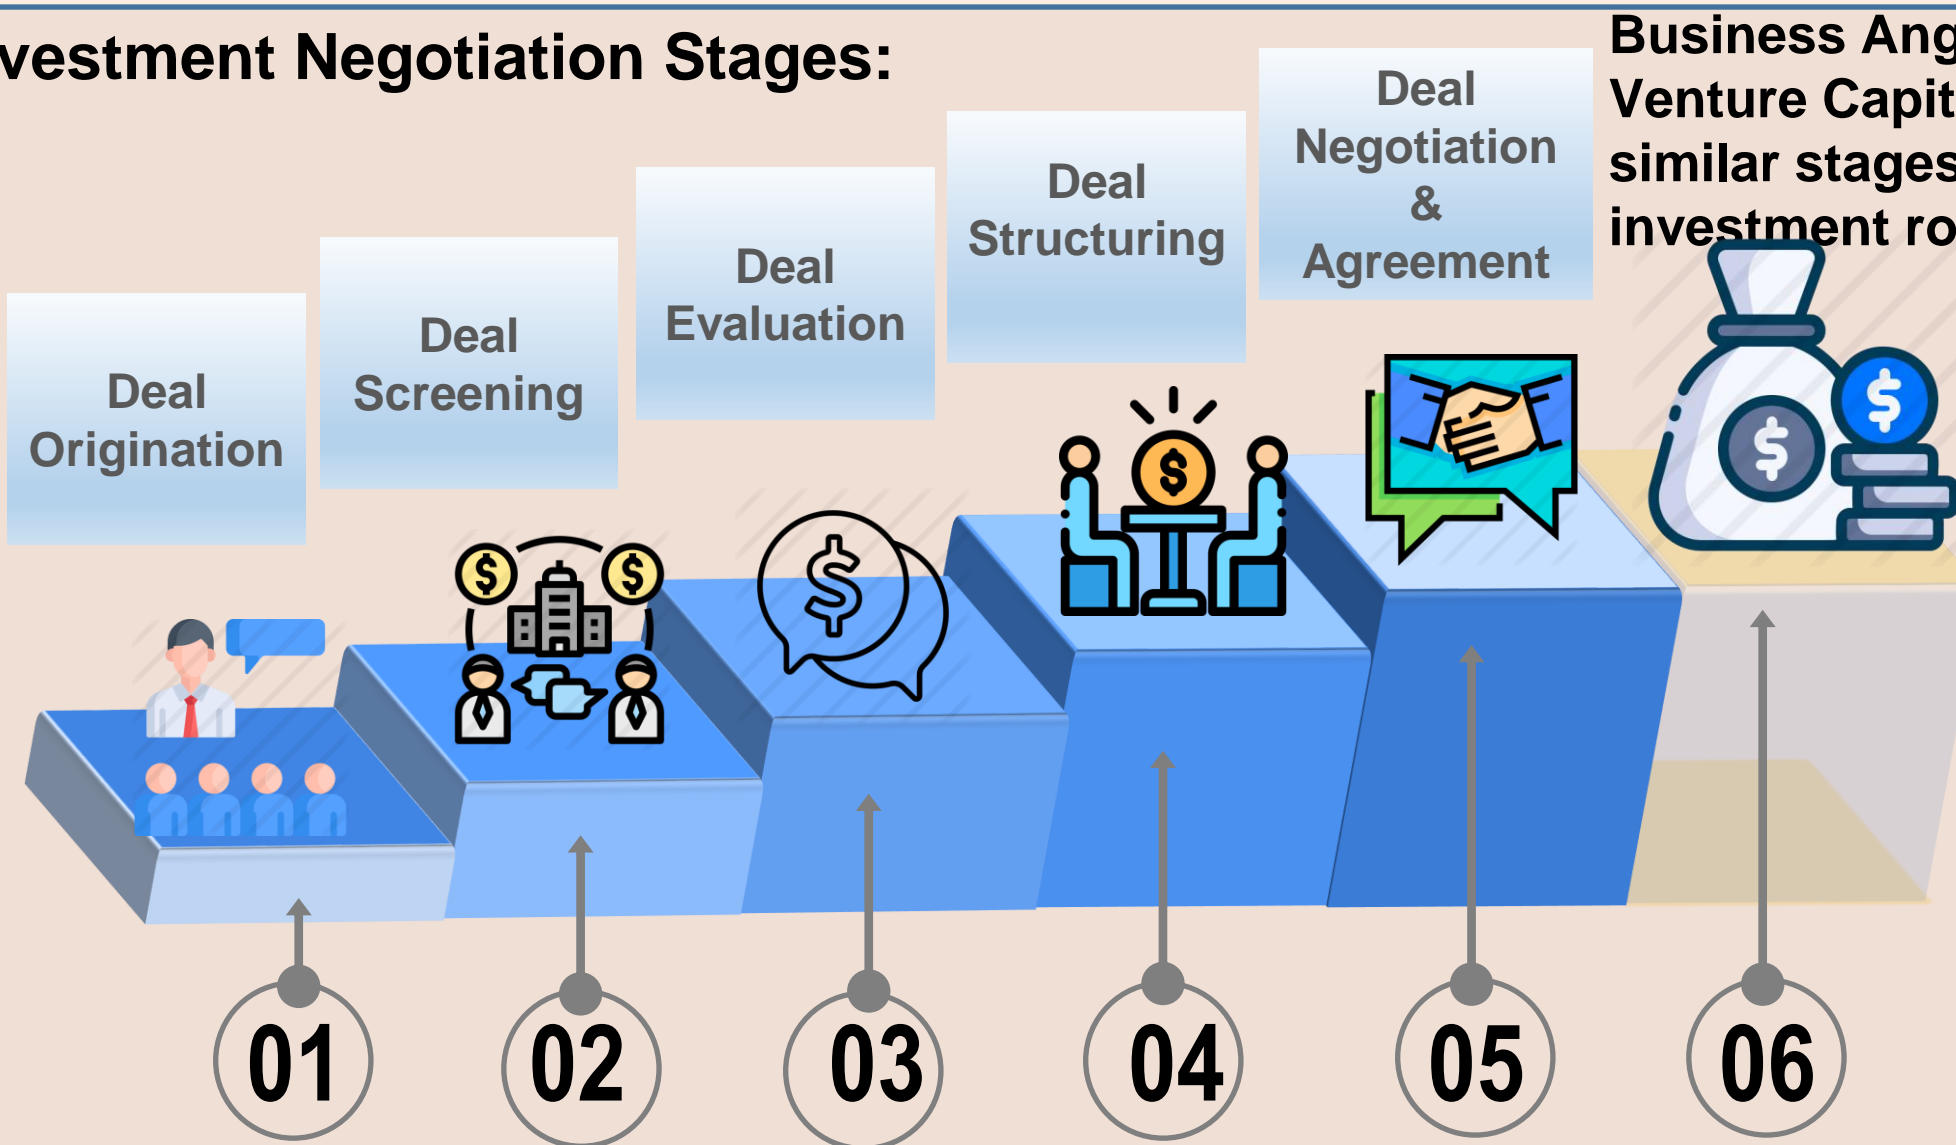 vestment Negotiation Stages:
Business Ang
Venture Capit
similar stages
investment ro
Deal
Negotiation
&
Agreement
Deal
Structuring
Deal
Evaluation
Deal
Screening
Deal
Origination
$
$
$
$
$
$
01
02
03
04
05
06